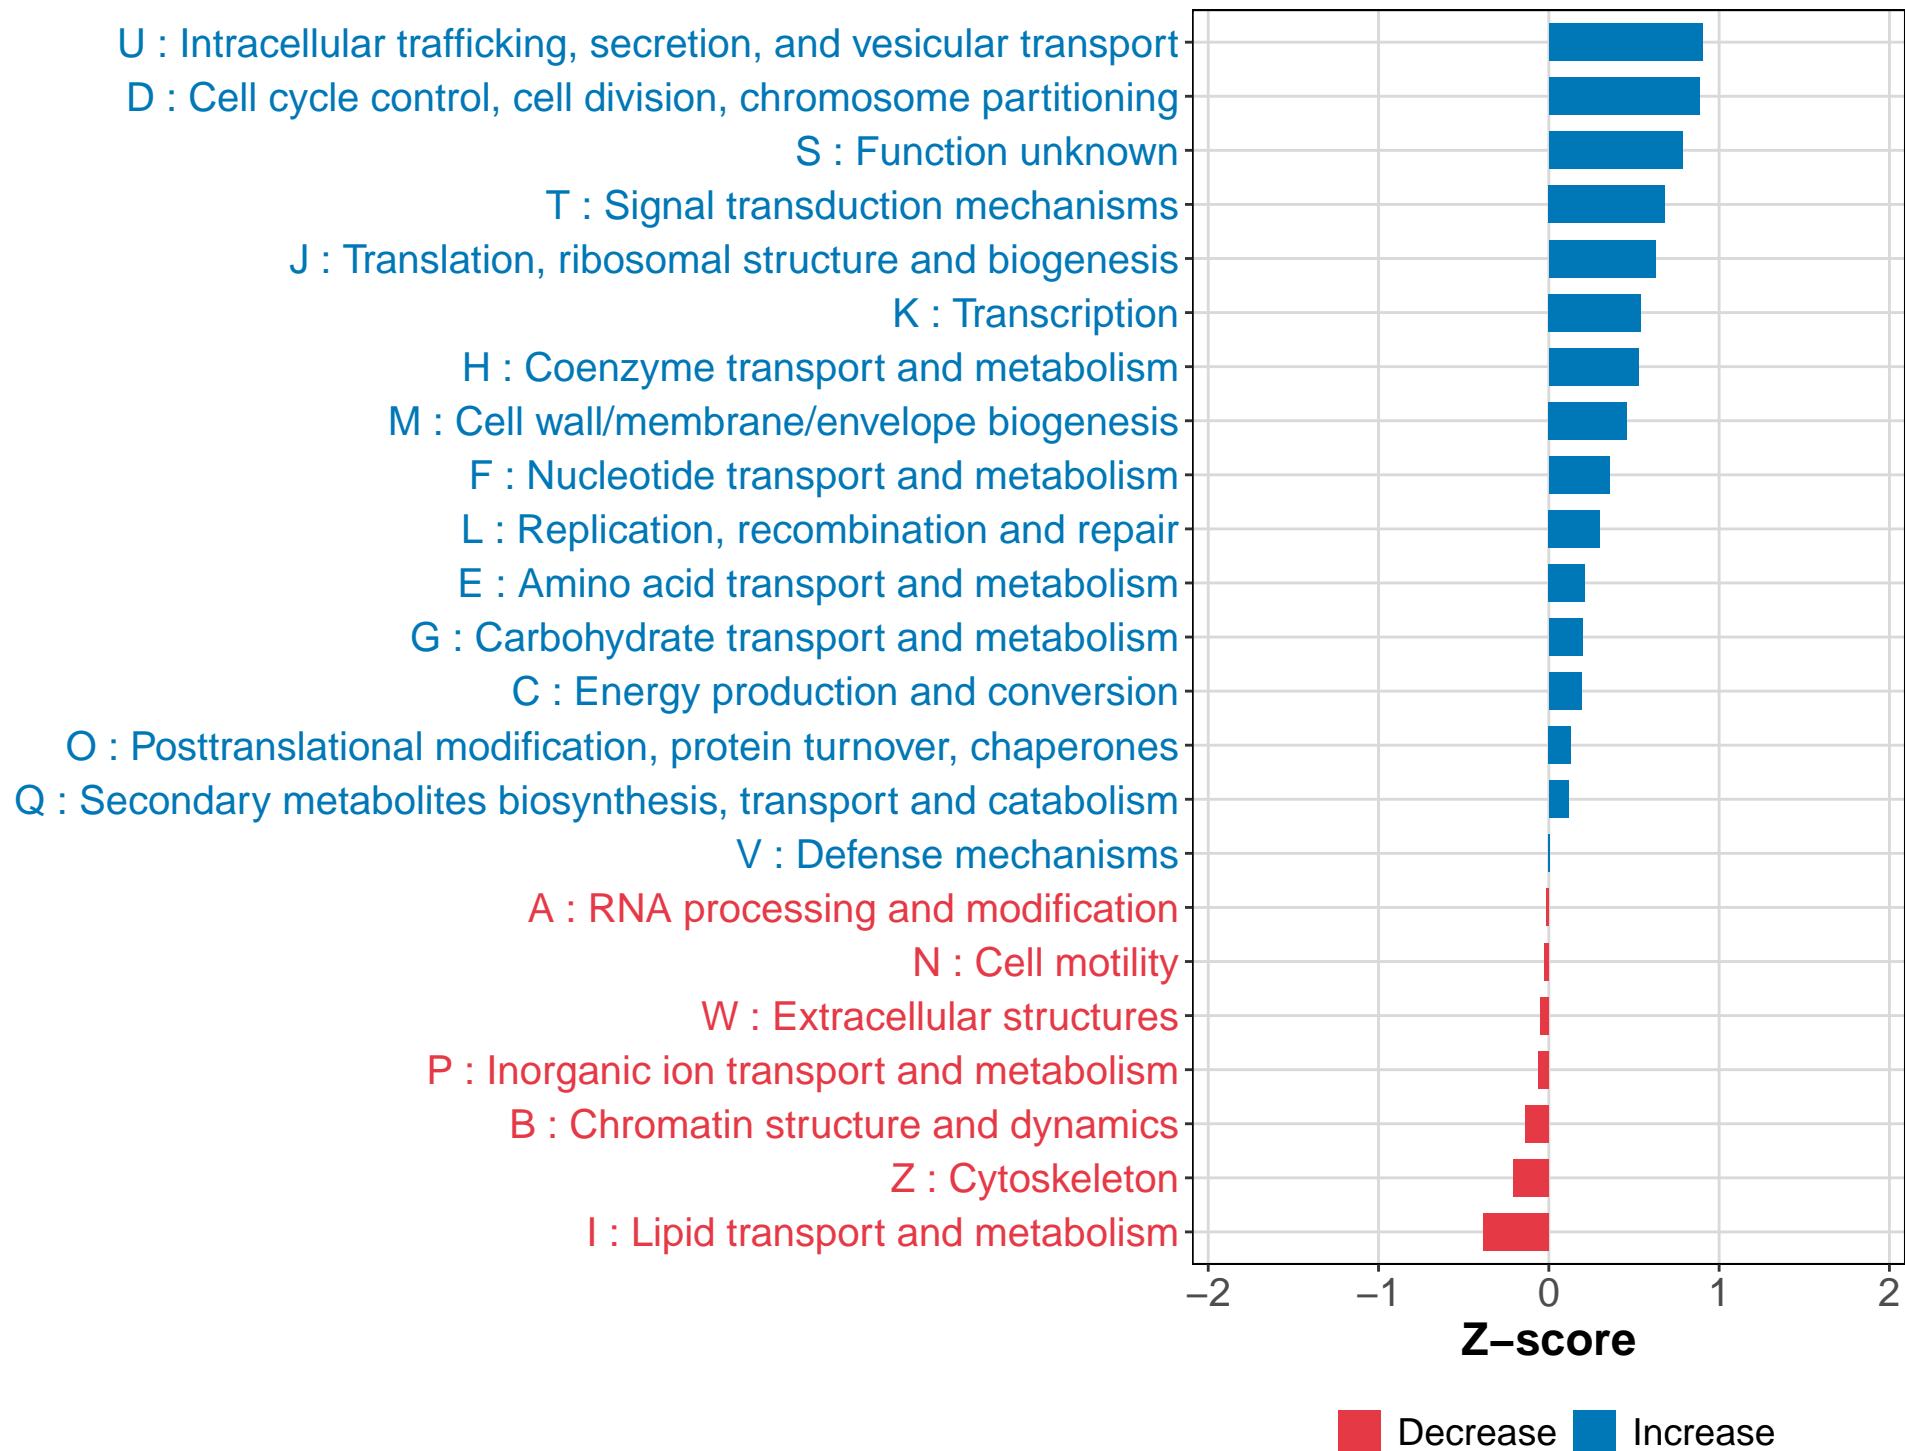 U : Intracellular trafficking, secretion, and vesicular transport
D : Cell cycle control, cell division, chromosome partitioning
S : Function unknown
T : Signal transduction mechanisms
J : Translation, ribosomal structure and biogenesis
K : Transcription
H : Coenzyme transport and metabolism
M : Cell wall/membrane/envelope biogenesis
F : Nucleotide transport and metabolism
L : Replication, recombination and repair
E : Amino acid transport and metabolism
G : Carbohydrate transport and metabolism
C : Energy production and conversion
O : Posttranslational modification, protein turnover, chaperones
Q : Secondary metabolites biosynthesis, transport and catabolism
V : Defense mechanisms
A : RNA processing and modification
N : Cell motility
W : Extracellular structures
P : Inorganic ion transport and metabolism
B : Chromatin structure and dynamics
Z : Cytoskeleton
I : Lipid transport and metabolism
−2 −1 0 1 2
Z−score
Decrease Increase